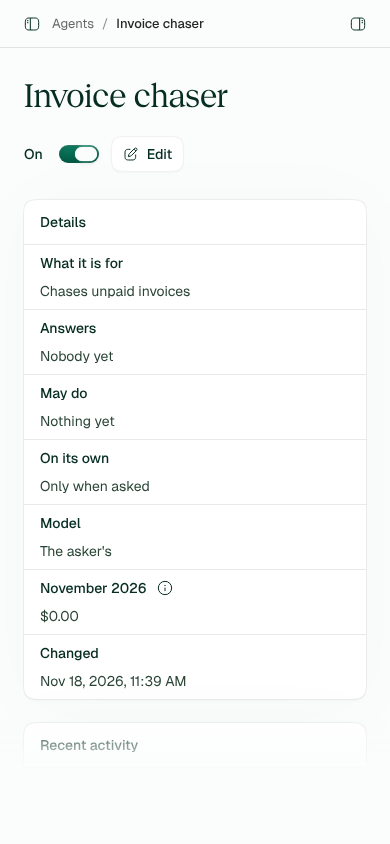 Agents / Invoice chaser
Invoice chaser
On
Edit
Details
What it is for
Chases unpaid invoices
Answers
Nobody yet
May do
Nothing yet
On its own
Only when asked
Model
The asker's
November 2026
$0.00
Changed
Nov 18, 2026, 11:39 AM
Recent activity